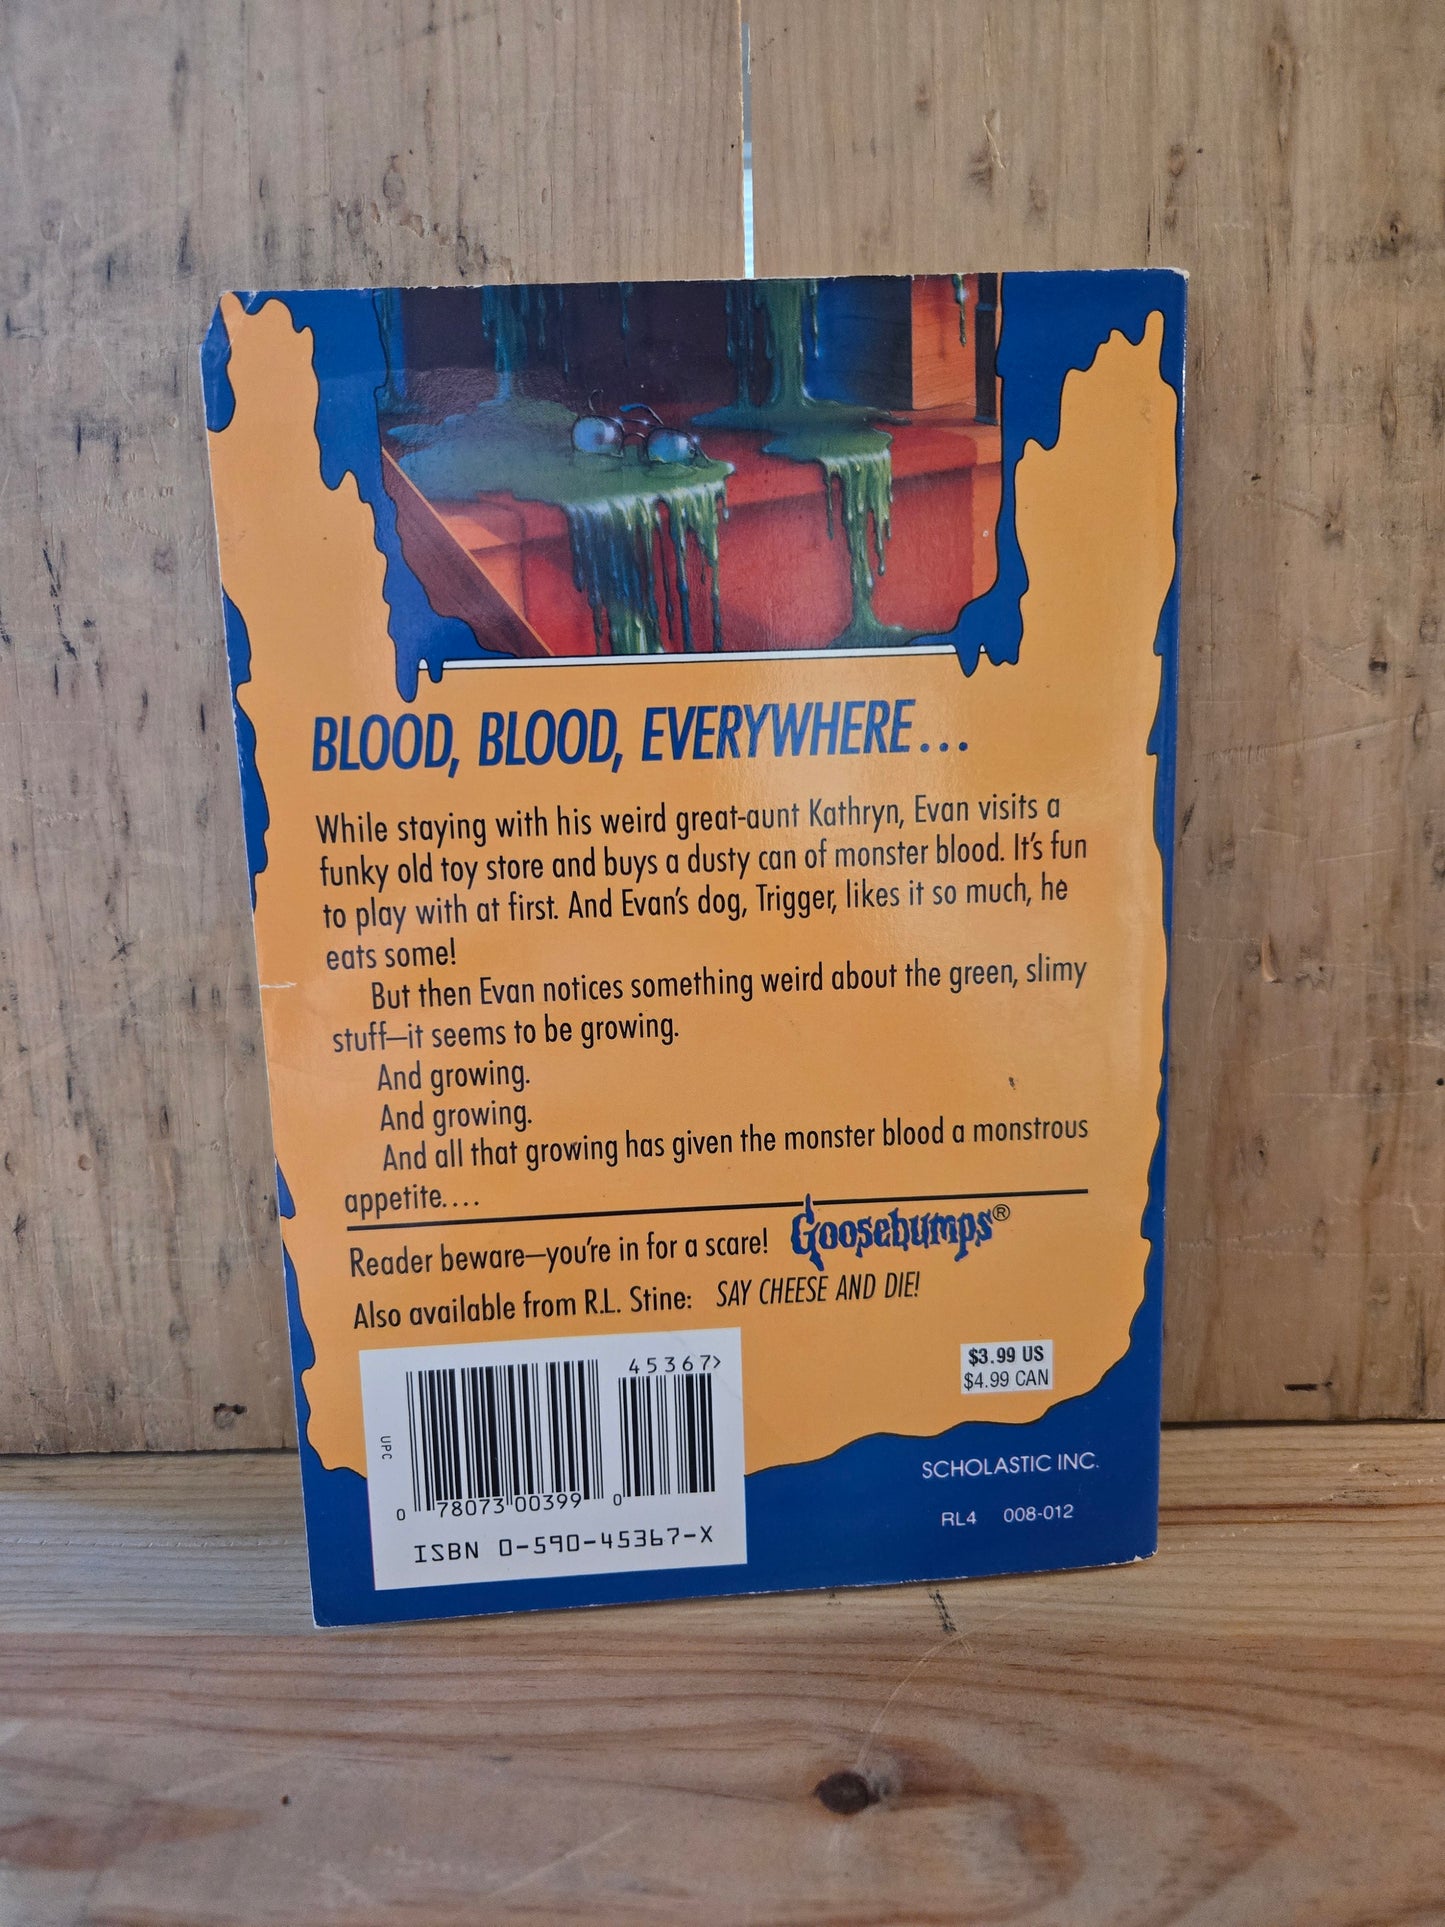 BLOOD, BLOOD, EVERYWHERE...
While staying with his weird great-aunt Kathryn, Evan visits a
funky old toy store and buys a dusty can of monster blood. It's fun
to play with at first. And Evan's dog, Trigger, likes it so much, he
eats some!
But then Evan notices something weird about the green, slimy
stuff—it seems to be growing.
And growing.
And growing.
And all that growing has given the monster blood a monstrous
appetite....
Reader beware—you're in for a scare! Goosebumps®
Also available from R.L. Stine: SAY CHEESE AND DIE!
45367>
$3.99 US
$4.99 CAN
UPC
0 78073 00399 0
SCHOLASTIC INC.
RL4 008-012
ISBN 0-590-45367-X